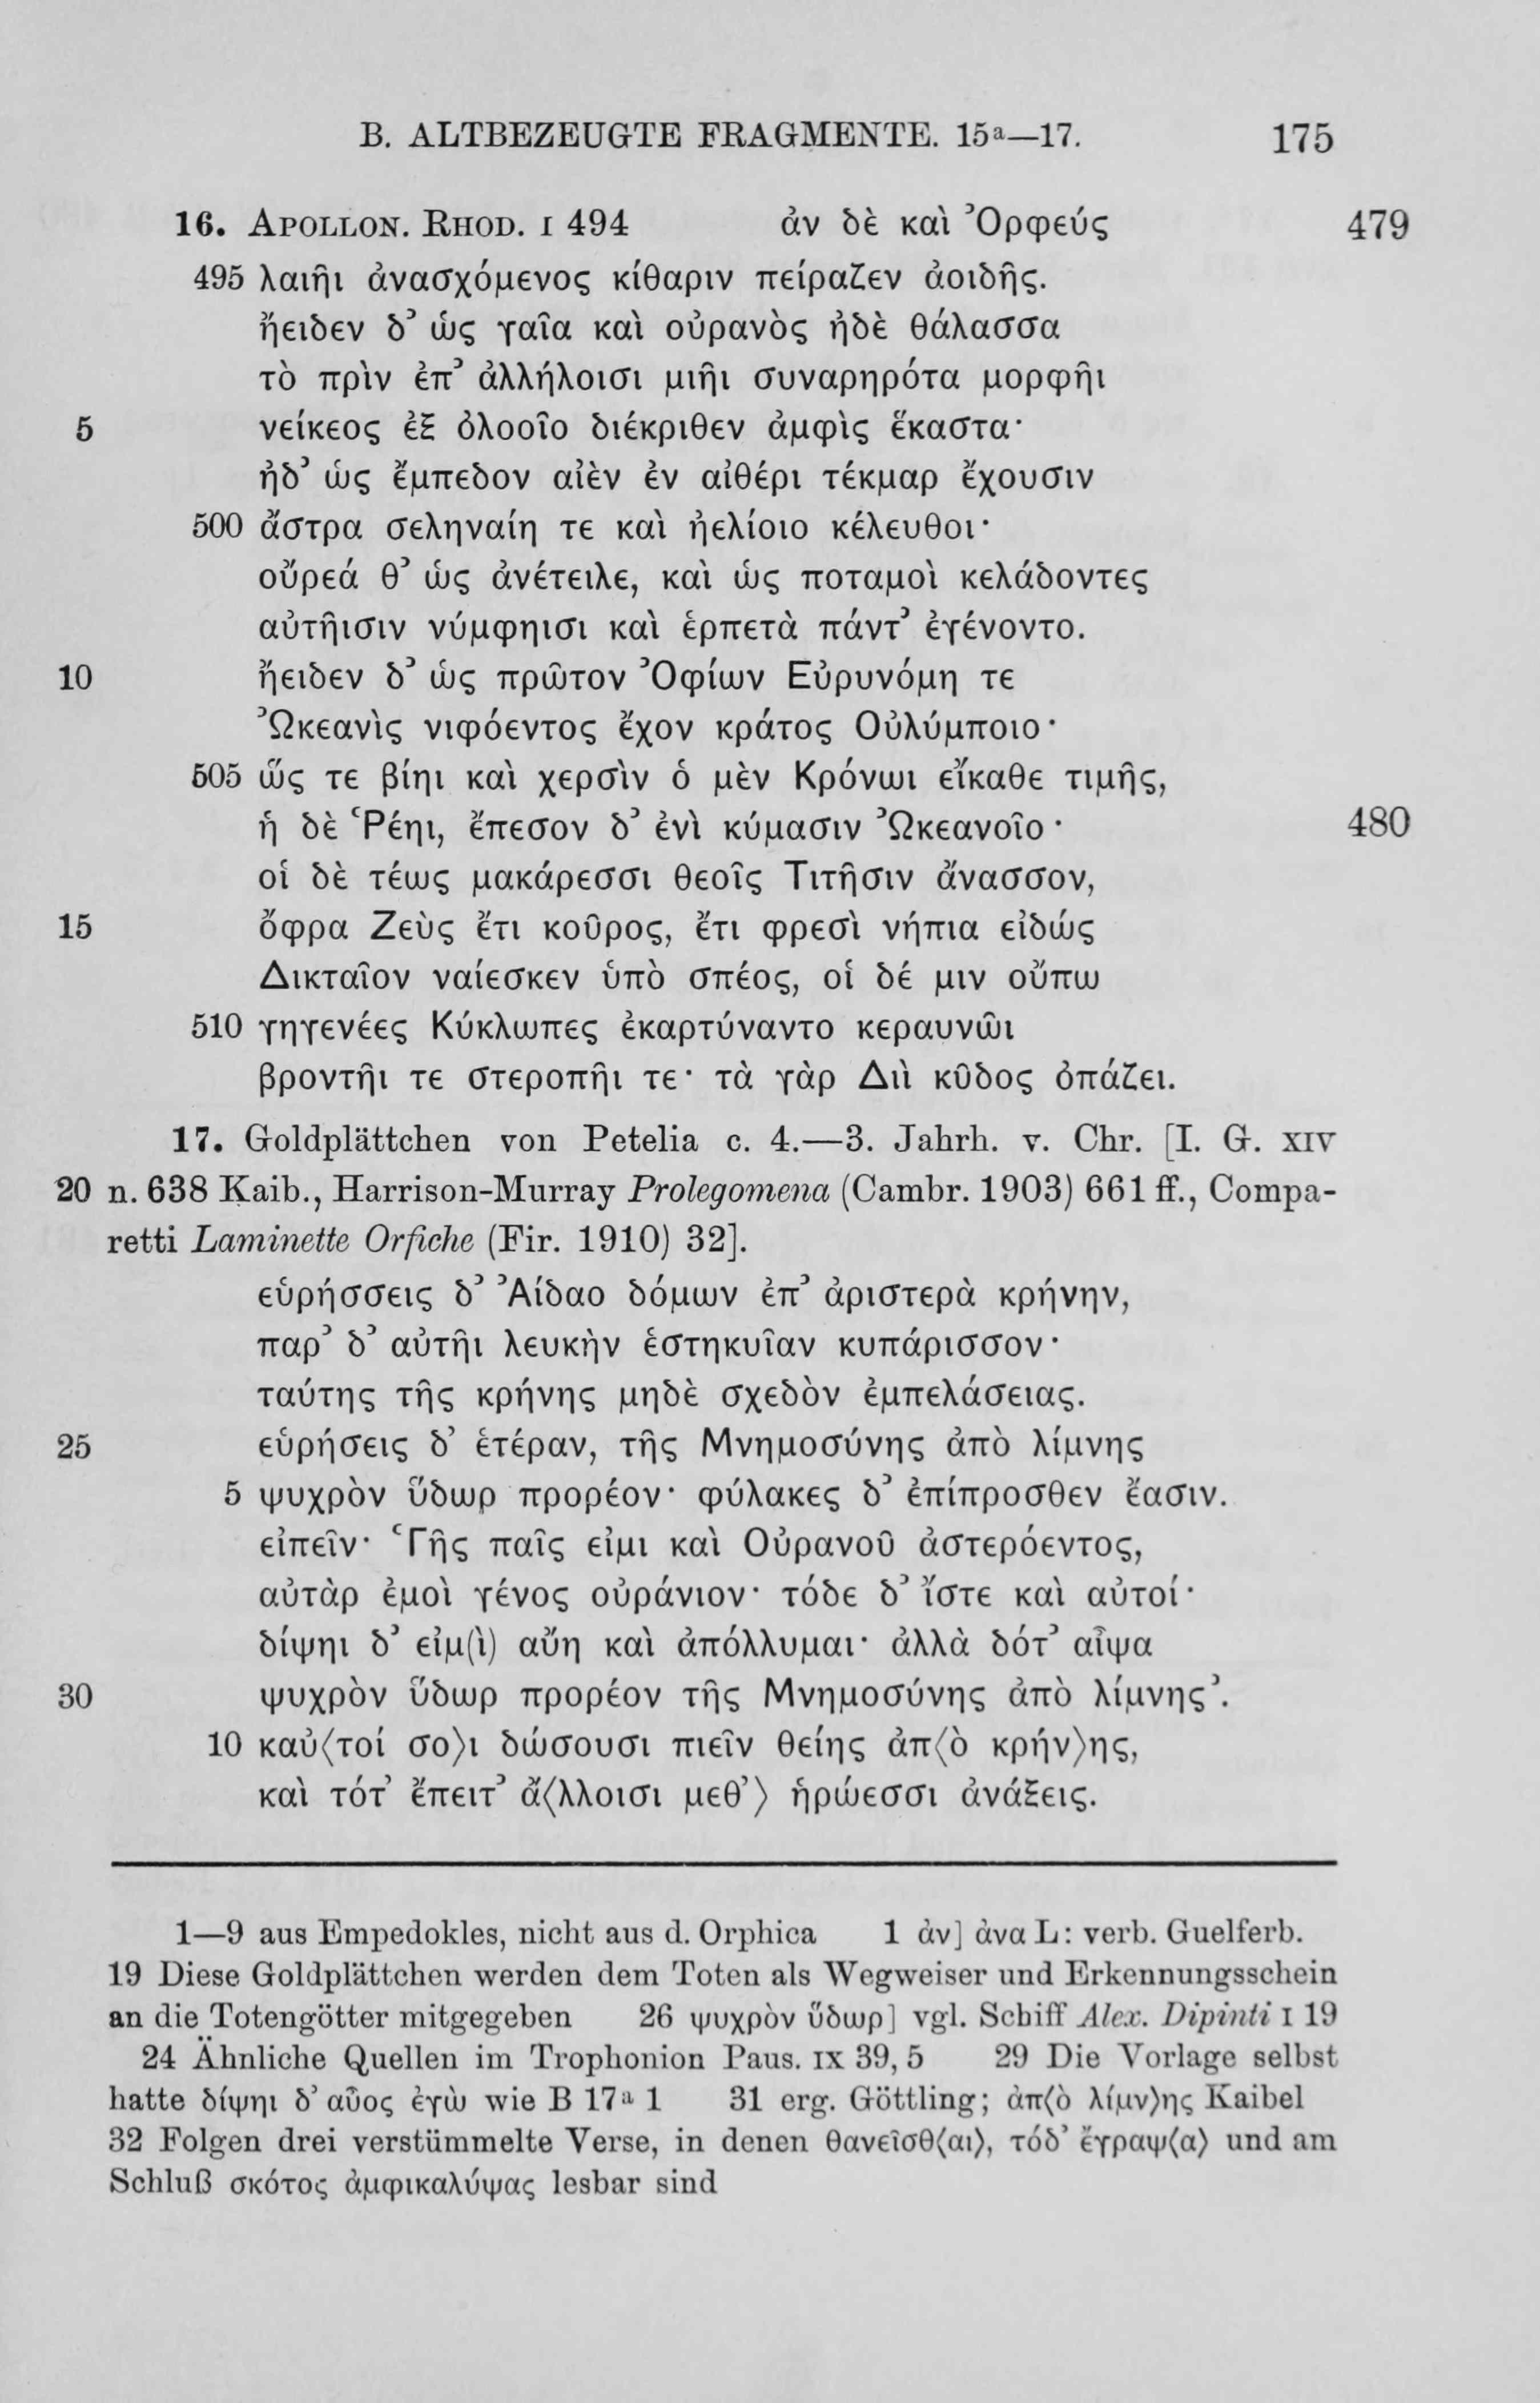 B. ALTBEZEUGTE FRAGMENTE. 15a—17. 175
16. APOLLON. RHOD. I 494 ἀν δὲ καὶ Ὀρφεύς 479
495 λαιῆι ἀνασχόμενος κίθαριν πείραζεν ἀοιδῆς.
ἤειδεν δ’ ὡς γαῖα καὶ οὐρανὸς ἠδὲ θάλασσα
τὸ πρὶν ἐπ’ ἀλλήλοισι μιῆι συναρηρότα μορφῆι
5 νείκεος ἐξ ὀλοοῖο διέκριθεν ἀμφὶς ἕκαστα·
ἠδ’ ὡς ἔμπεδον αἰὲν ἐν αἰθέρι τέκμαρ ἔχουσιν
500 ἄστρα σεληναίη τε καὶ ἠελίοιο κέλευθοι·
οὔρεά θ’ ὡς ἀνέτειλε, καὶ ὡς ποταμοὶ κελάδοντες
αὐτῆισιν νύμφηισι καὶ ἑρπετὰ πάντ’ ἐγένοντο.
10 ἤειδεν δ’ ὡς πρῶτον Ὀφίων Εὐρυνόμη τε
Ὠκεανὶς νιφόεντος ἔχον κράτος Οὐλύμποιο·
505 ὥς τε βίηι καὶ χερσὶν ὁ μὲν Κρόνωι εἴκαθε τιμῆς,
ἡ δὲ Ῥέηι, ἔπεσον δ’ ἐνὶ κύμασιν Ὠκεανοῖο· 480
οἱ δὲ τέως μακάρεσσι θεοῖς Τιτῆσιν ἄνασσον,
15 ὄφρα Ζεὺς ἔτι κοῦρος, ἔτι φρεσὶ νήπια εἰδώς
Δικταῖον ναίεσκεν ὑπὸ σπέος, οἱ δέ μιν οὔπω
510 γηγενέες Κύκλωπες ἐκαρτύναντο κεραυνῶι
βροντῆι τε στεροπῆι τε· τὰ γὰρ Διὶ κῦδος ὀπάζει.
17. Goldplättchen von Petelia c. 4.—3. Jahrh. v. Chr. [I. G. XIV
20 n. 638 Kaib., Harrison-Murray Prolegomena (Cambr. 1903) 661 ff., Compa-
retti Laminette Orfiche (Fir. 1910) 32].
εὑρήσσεις δ’ Ἀίδαο δόμων ἐπ’ ἀριστερὰ κρήνην,
παρ’ δ’ αὐτῆι λευκὴν ἑστηκυῖαν κυπάρισσον·
ταύτης τῆς κρήνης μηδὲ σχεδὸν ἐμπελάσειας.
25 εὑρήσεις δ’ ἑτέραν, τῆς Μνημοσύνης ἀπὸ λίμνης
5 ψυχρὸν ὕδωρ προρέον· φύλακες δ’ ἐπίπροσθεν ἔασιν.
εἰπεῖν· ‘Γῆς παῖς εἰμι καὶ Οὐρανοῦ ἀστερόεντος,
αὐτὰρ ἐμοὶ γένος οὐράνιον· τόδε δ’ ἴστε καὶ αὐτοί·
δίψηι δ’ εἰμ(ὶ) αὔη καὶ ἀπόλλυμαι· ἀλλὰ δότ’ αἶψα
30 ψυχρὸν ὕδωρ προρέον τῆς Μνημοσύνης ἀπὸ λίμνης’.
10 καὐ⟨τοί σο⟩ι δώσουσι πιεῖν θείης ἀπ⟨ὸ κρήν⟩ης,
καὶ τότ’ ἔπειτ’ ἄ⟨λλοισι μεθ’⟩ ἡρώεσσι ἀνάξεις.
1—9 aus Empedokles, nicht aus d. Orphica 1 ἀν] ἀνα L: verb. Guelferb.
19 Diese Goldplättchen werden dem Toten als Wegweiser und Erkennungsschein
an die Totengötter mitgegeben 26 ψυχρὸν ὕδωρ] vgl. Schiff Alex. Dipinti I 19
24 Ähnliche Quellen im Trophonion Paus. IX 39, 5 29 Die Vorlage selbst
hatte δίψηι δ’ αὖος ἐγὼ wie B 17a 1 31 erg. Göttling; ἀπ⟨ὸ λίμν⟩ης Kaibel
32 Folgen drei verstümmelte Verse, in denen θανεῖσθ⟨αι⟩, τόδ’ ἔγραψ⟨α⟩ und am
Schluß σκότος ἀμφικαλύψας lesbar sind